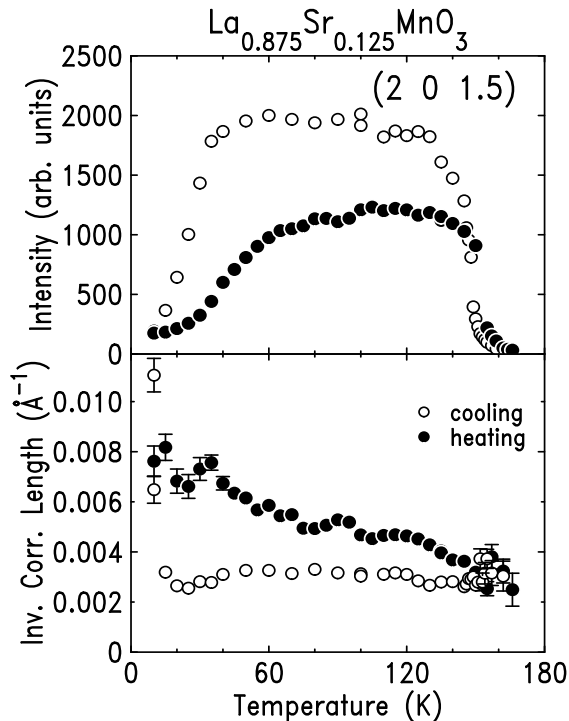 La0.875Sr0.125MnO3
(2 0 1.5)
Intensity (arb. units)
2500
2000
1500
1000
500
0
Inv. Corr. Length (Å⁻¹)
0.010
0.008
0.006
0.004
0.002
0.000
cooling
heating
0 60 120 180
Temperature (K)